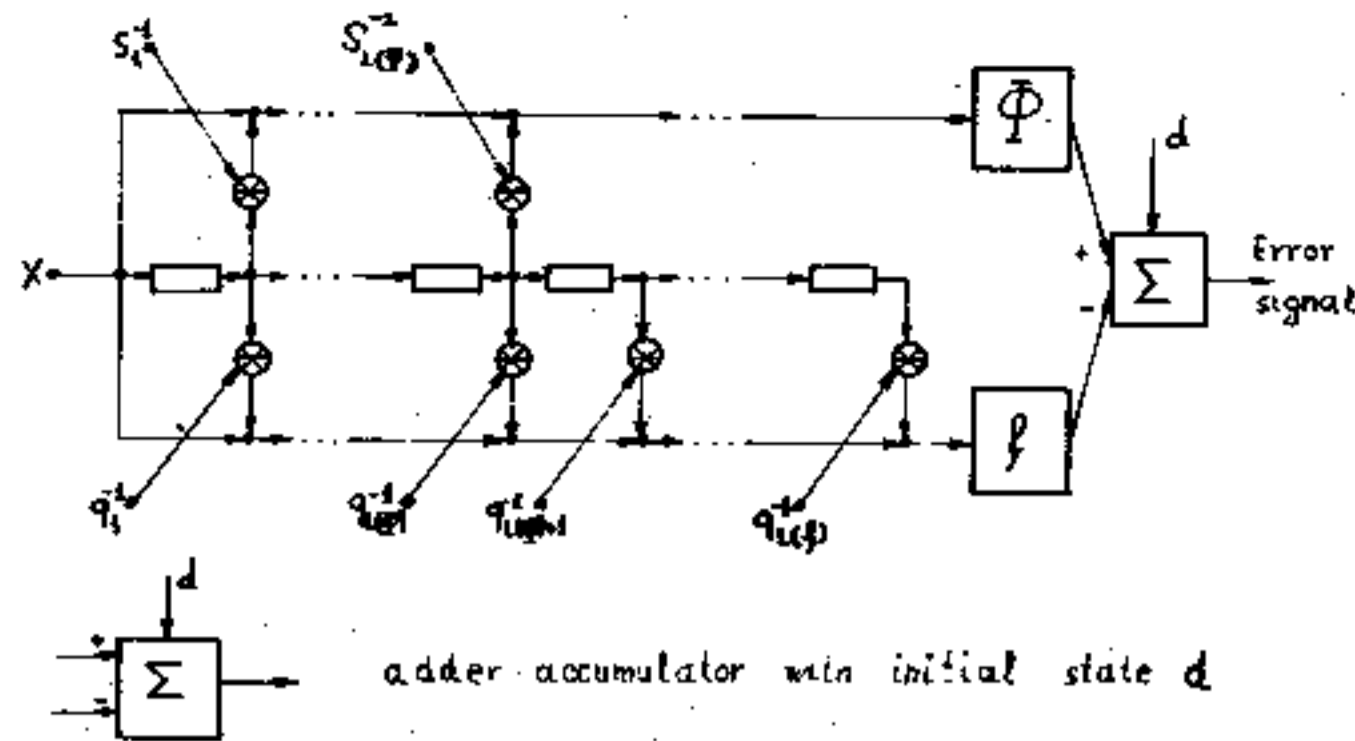 S₁⁻¹
Φ
d
X
+
-
Σ
Error
signal
f
q₁⁻¹
d
+
-
Σ
adder accumulator with initial state d